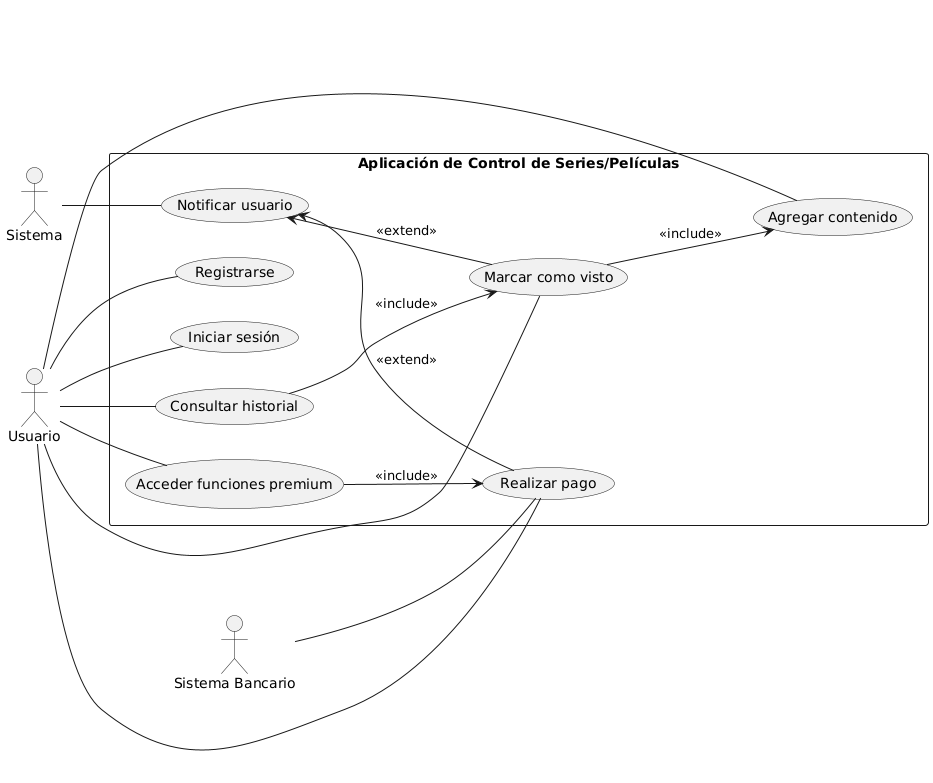 Aplicación de Control de Series/Películas
Sistema
Notificar usuario
Agregar contenido
«extend»
«include»
Registrarse
Marcar como visto
«include»
Iniciar sesión
«extend»
Consultar historial
Usuario
Acceder funciones premium
«include»
Realizar pago
Sistema Bancario